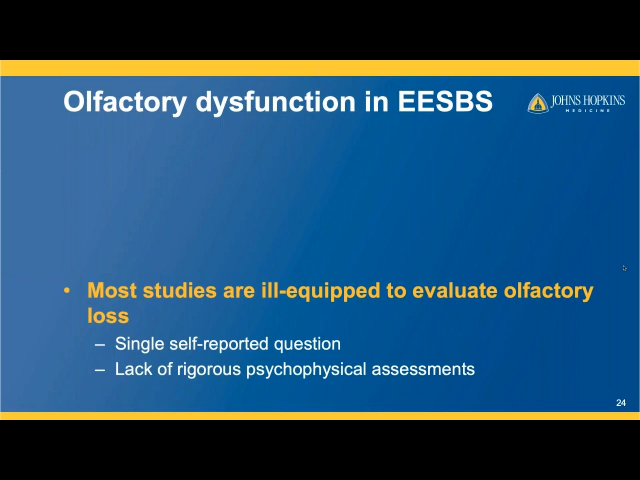 Olfactory dysfunction in EESBS
JOHNS HOPKINS
MEDICINE
• Most studies are ill-equipped to evaluate olfactory
loss
– Single self-reported question
– Lack of rigorous psychophysical assessments
24